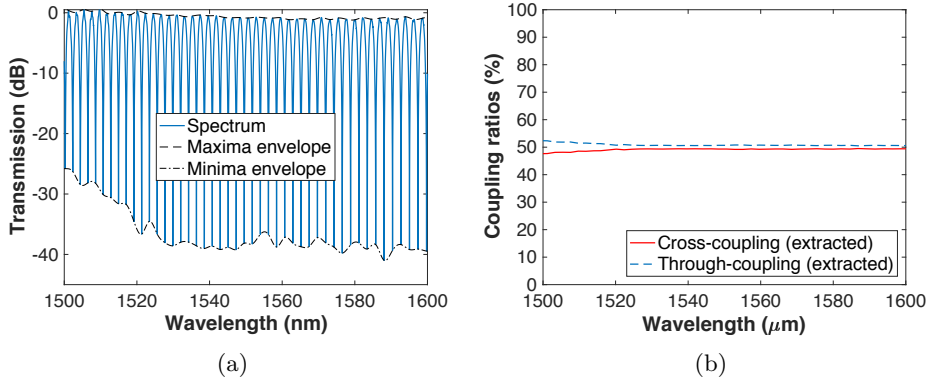 0
-10
-20
-30
-40
Transmission (dB)
Spectrum
Maxima envelope
Minima envelope
1500 1520 1540 1560 1580 1600
Wavelength (nm)
(a)
100
90
80
70
60
50
40
30
20
10
0
Coupling ratios (%)
Cross-coupling (extracted)
Through-coupling (extracted)
1500 1520 1540 1560 1580 1600
Wavelength (μm)
(b)